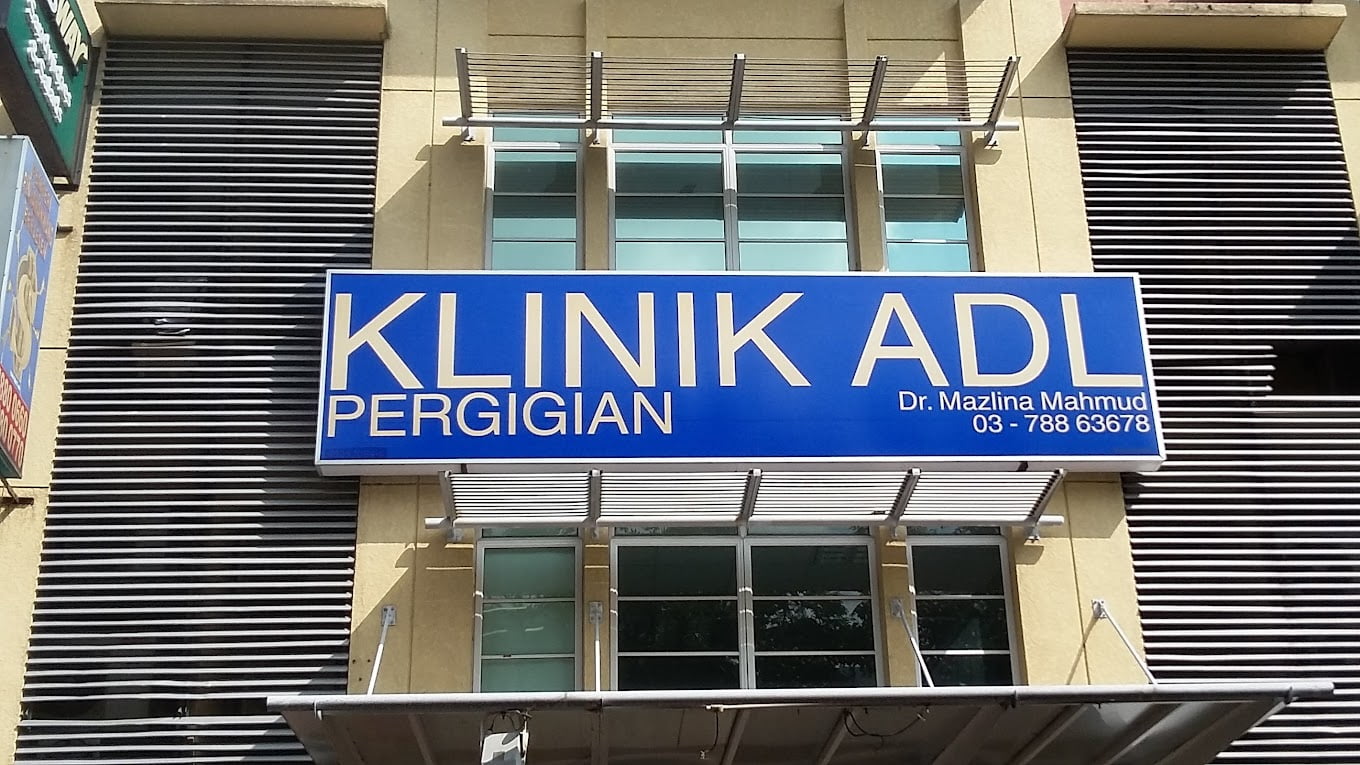 KLINIK ADL
PERGIGIAN
Dr. Mazlina Mahmud
03 - 788 63678